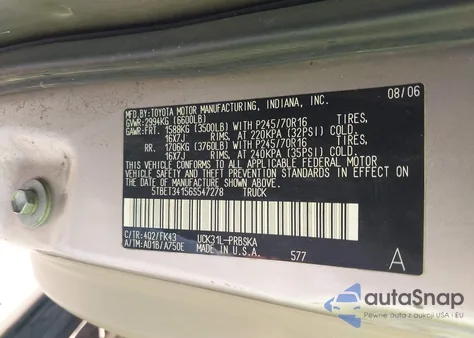 MFD. BY: TOYOTA MOTOR MANUFACTURING, INDIANA, INC. 08/06
GVWR: 2994KG (6600LB)
GAWR: FRT. 1588KG (3500LB) WITH P245/70R16 TIRES,
16X7J RIMS, AT 220KPA (32PSI) COLD.
RR. 1706KG (3760LB) WITH P245/70R16 TIRES,
16X7J RIMS, AT 240KPA (35PSI) COLD.
THIS VEHICLE CONFORMS TO ALL APPLICABLE FEDERAL MOTOR
VEHICLE SAFETY AND THEFT PREVENTION STANDARDS IN EFFECT
ON THE DATE OF MANUFACTURE SHOWN ABOVE.
5TBET34156S547278 TRUCK
C/TR: 4Q2/FK43 UCK31L-PRBSKA
A/TM: A01B/A750E MADE IN U.S.A. 577 A
autoSnap
Pewne auta z aukcji USA i EU